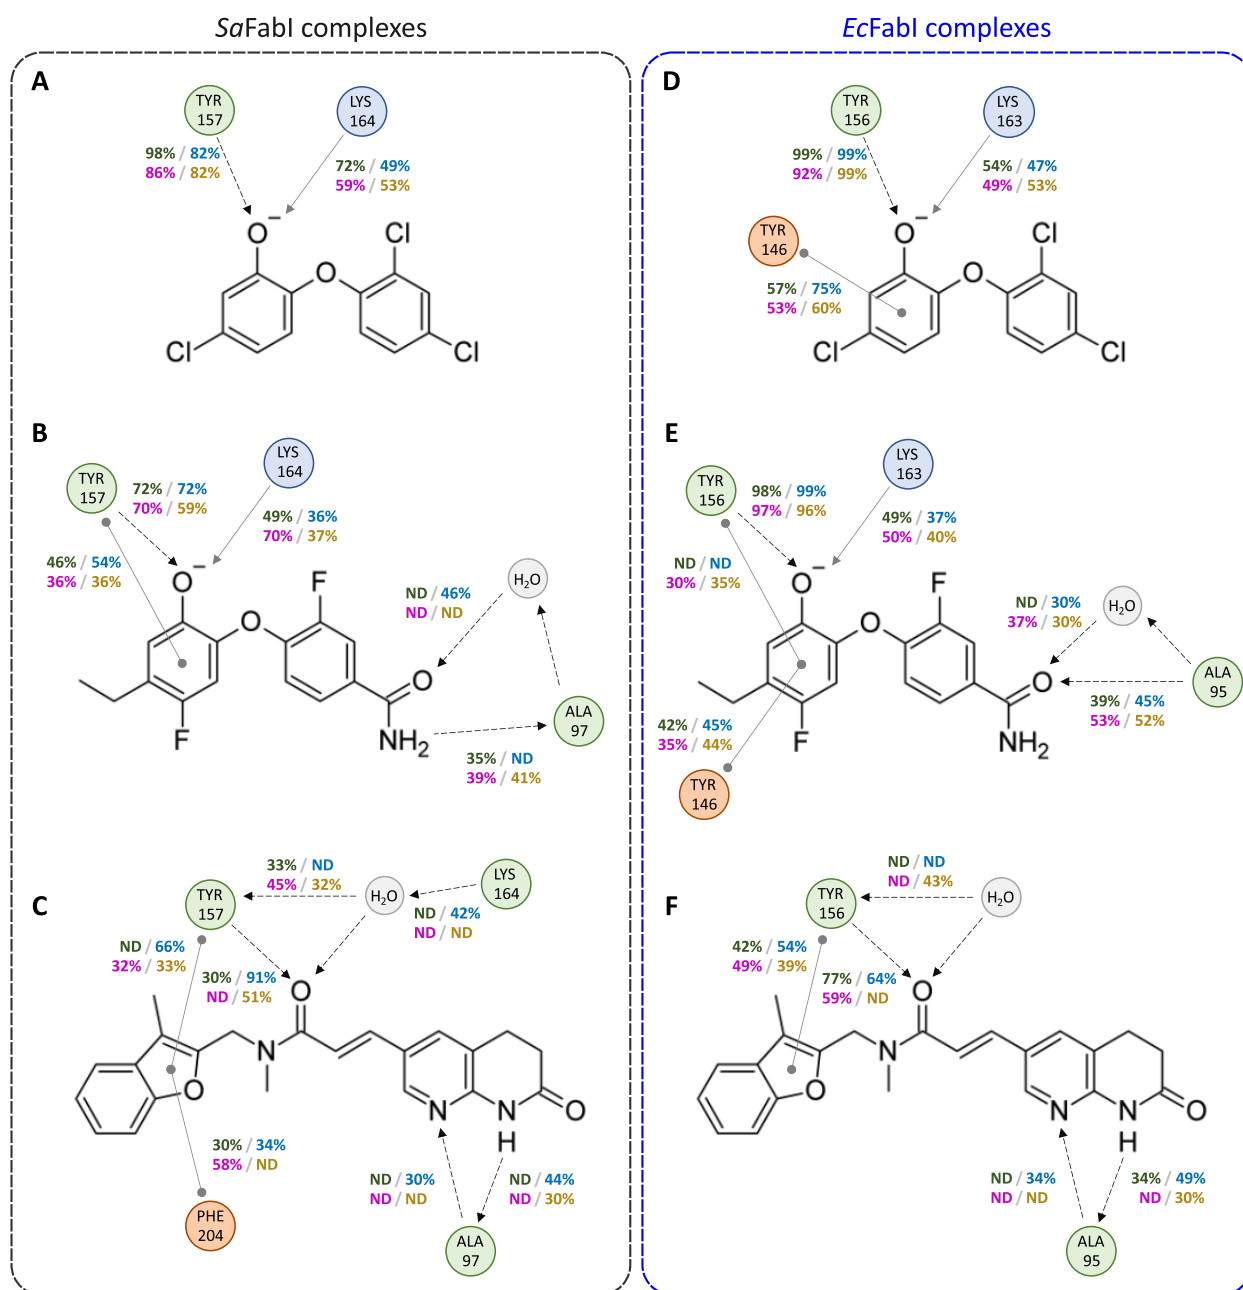 SaFabI complexes
EcFabI complexes
A
TYR
157
LYS
164
98% / 82%
86% / 82%
72% / 49%
59% / 53%
O−
Cl
O
Cl
Cl
B
TYR
157
LYS
164
72% / 72%
70% / 59%
49% / 36%
70% / 37%
46% / 54%
36% / 36%
O−
F
O
ND / 46%
ND / ND
H2O
O
F
NH2
ALA
97
35% / ND
39% / 41%
C
33% / ND
45% / 32%
TYR
157
H2O
LYS
164
ND / 42%
ND / ND
ND / 66%
32% / 33%
30% / 91%
ND / 51%
O
N
O
N
N
H
O
30% / 34%
58% / ND
PHE
204
ND / 30%
ND / ND
ND / 44%
ND / 30%
ALA
97
D
TYR
156
LYS
163
99% / 99%
92% / 99%
54% / 47%
49% / 53%
TYR
146
O−
Cl
O
57% / 75%
53% / 60%
Cl
Cl
E
TYR
156
LYS
163
98% / 99%
97% / 96%
49% / 37%
50% / 40%
ND / ND
30% / 35%
O−
F
O
ND / 30%
37% / 30%
H2O
ALA
95
O
39% / 45%
53% / 52%
42% / 45%
35% / 44%
F
NH2
TYR
146
F
ND / ND
ND / 43%
TYR
156
H2O
42% / 54%
49% / 39%
77% / 64%
59% / ND
O
N
O
N
N
H
O
ND / 34%
ND / ND
34% / 49%
ND / 30%
ALA
95